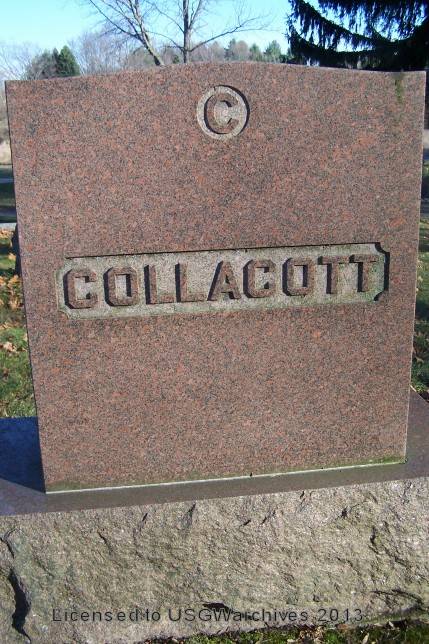 C
COLLACOTT
Licensed to USGWarchives 2013